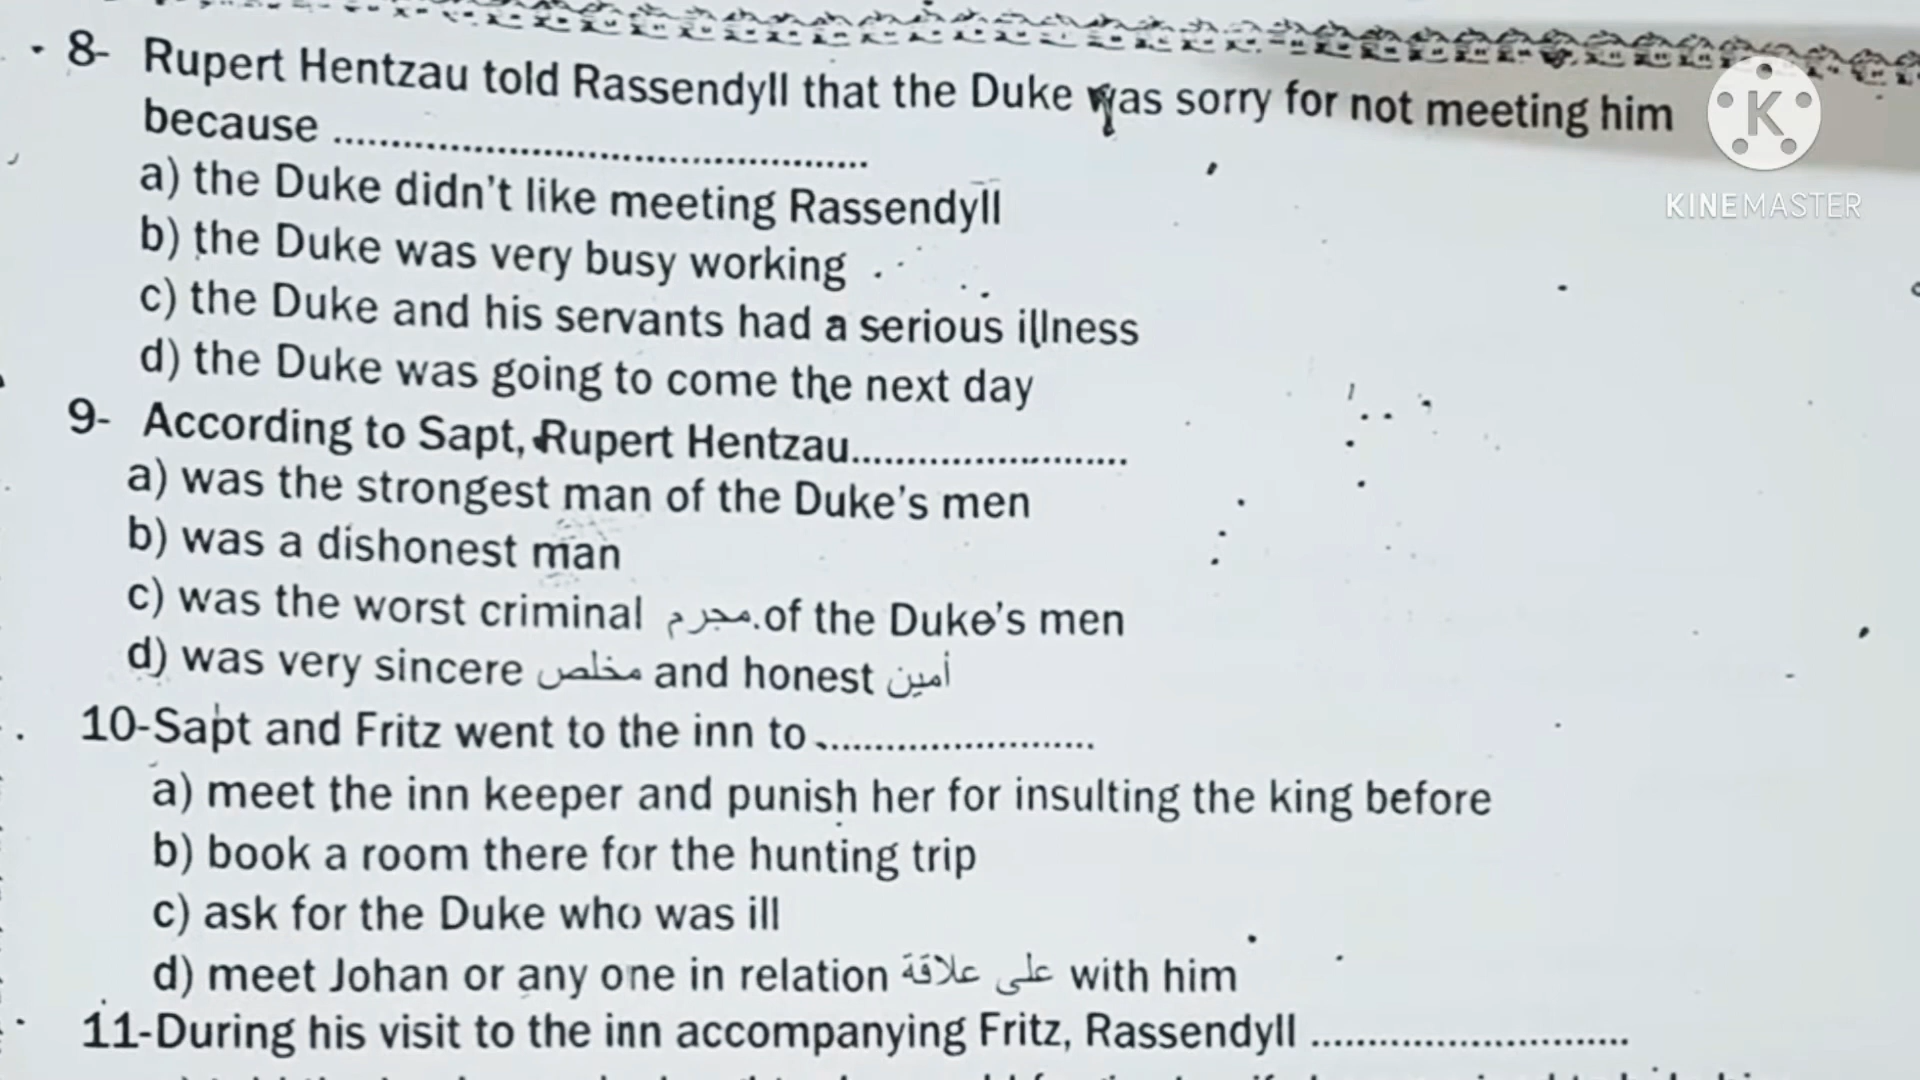 8- Rupert Hentzau told Rassendyll that the Duke was sorry for not meeting him
because ................................................
a) the Duke didn't like meeting Rassendyll
b) the Duke was very busy working
c) the Duke and his servants had a serious illness
d) the Duke was going to come the next day
9- According to Sapt, Rupert Hentzau.........................
a) was the strongest man of the Duke's men
b) was a dishonest man
c) was the worst criminal مجرم of the Duke's men
d) was very sincere مخلص and honest أمين
10-Sapt and Fritz went to the inn to .........................
a) meet the inn keeper and punish her for insulting the king before
b) book a room there for the hunting trip
c) ask for the Duke who was ill
d) meet Johan or any one in relation على علاقة with him
11-During his visit to the inn accompanying Fritz, Rassendyll ............................
K
KINEMASTER